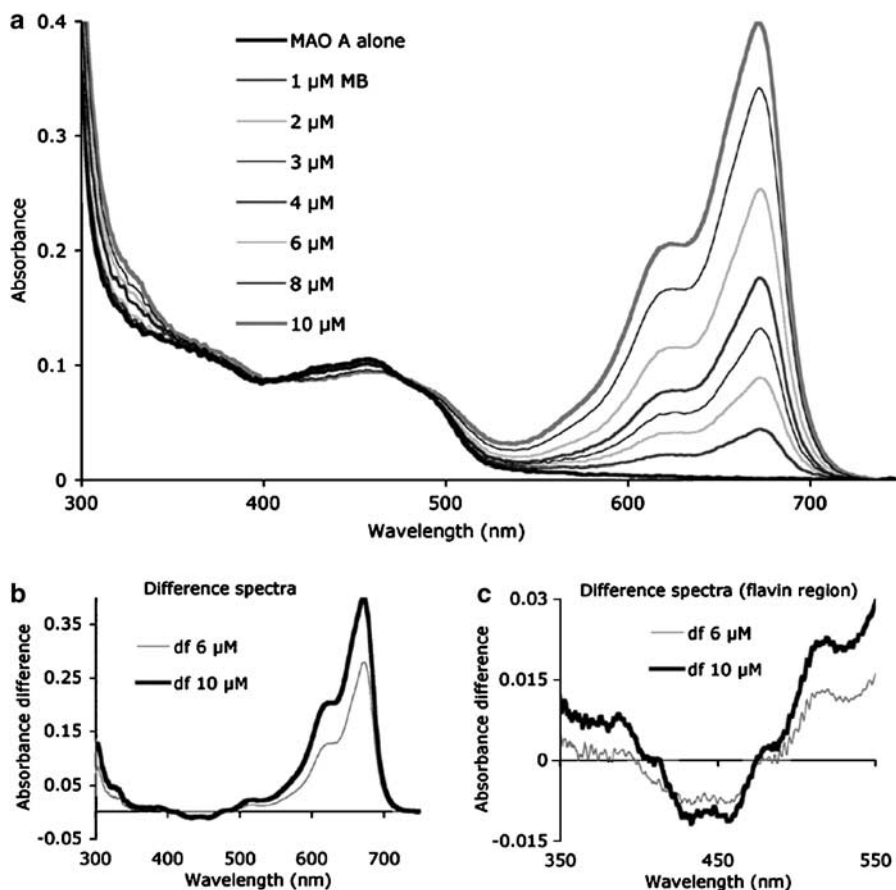 a
0.4
0.3
0.2
0.1
0
Absorbance
MAO A alone
1 µM MB
2 µM
3 µM
4 µM
6 µM
8 µM
10 µM
300 400 500 600 700
Wavelength (nm)
b
Difference spectra
0.35
0.25
0.15
0.05
-0.05
Absorbance difference
df 6 µM
df 10 µM
300 400 500 600 700
Wavelength (nm)
c
Difference spectra (flavin region)
0.03
0.015
0
-0.015
Absorbance difference
df 6 µM
df 10 µM
350 450 550
Wavelength (nm)